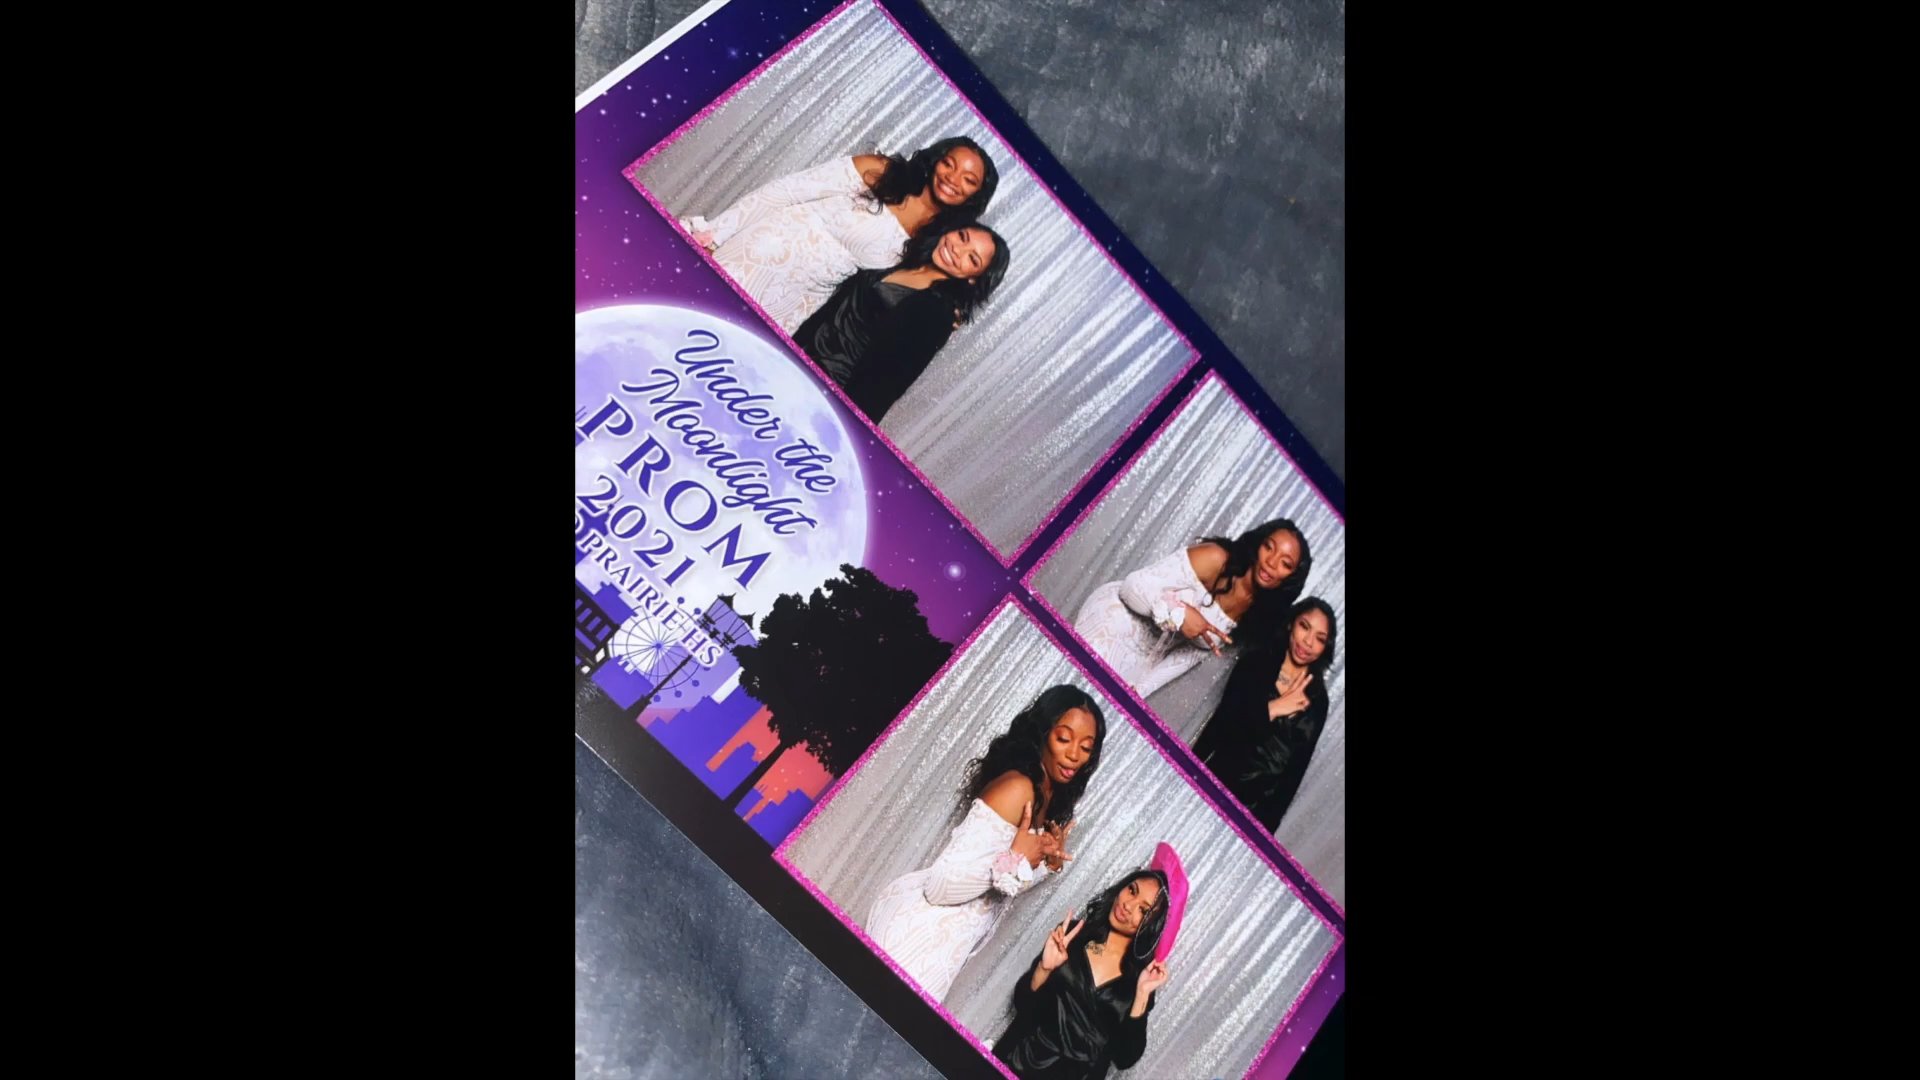 Under the
Moonlight
PROM
2021
PRAIRIE HS